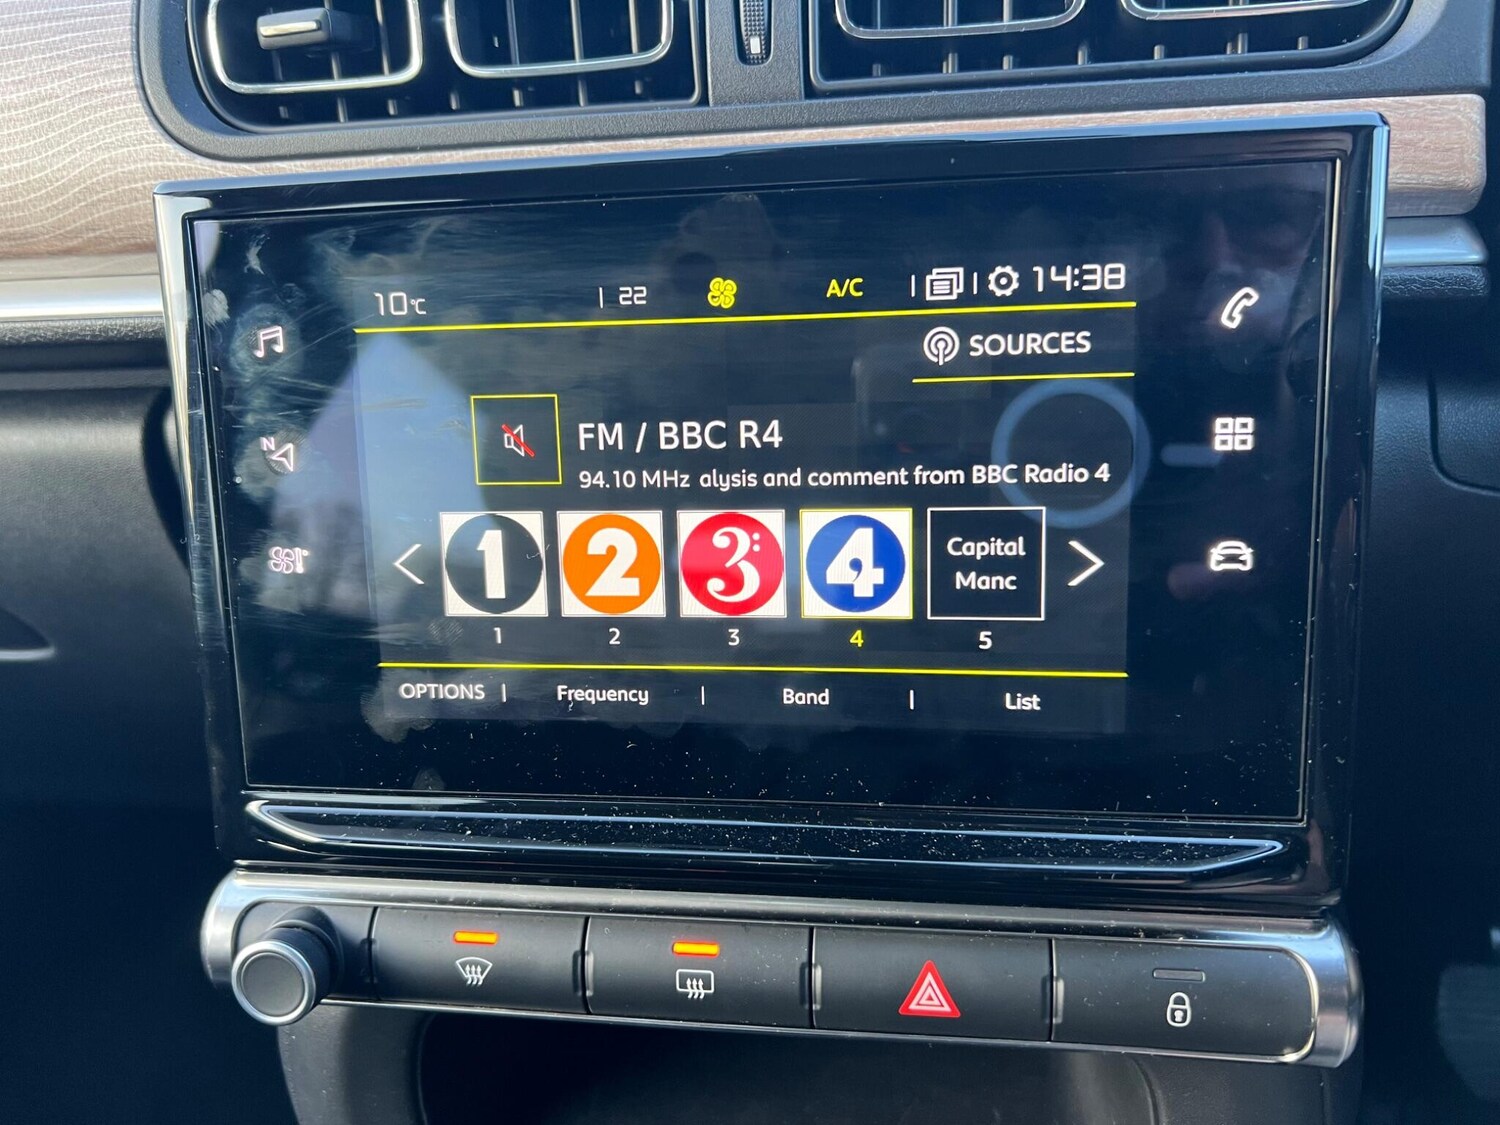 10°C | 22 A/C | | 14:38
SOURCES
N
FM / BBC R4
94.10 MHz alysis and comment from BBC Radio 4
1 2 3: 4 Capital
Manc
1 2 3 4 5
OPTIONS | Frequency | Band | List